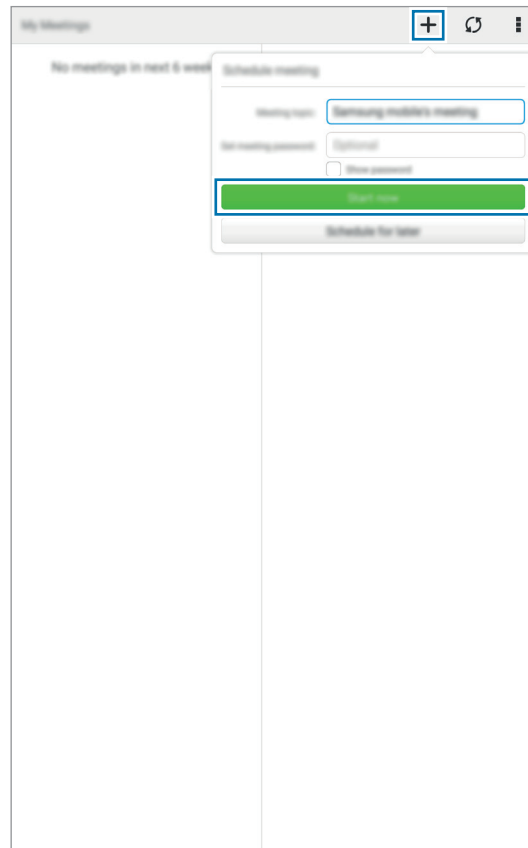 My Meetings
No meetings in next 6 week
Schedule meeting
Meeting topic:
Samsung mobile's meeting
Set meeting password:
Optional
Show password
Start now
Schedule for later